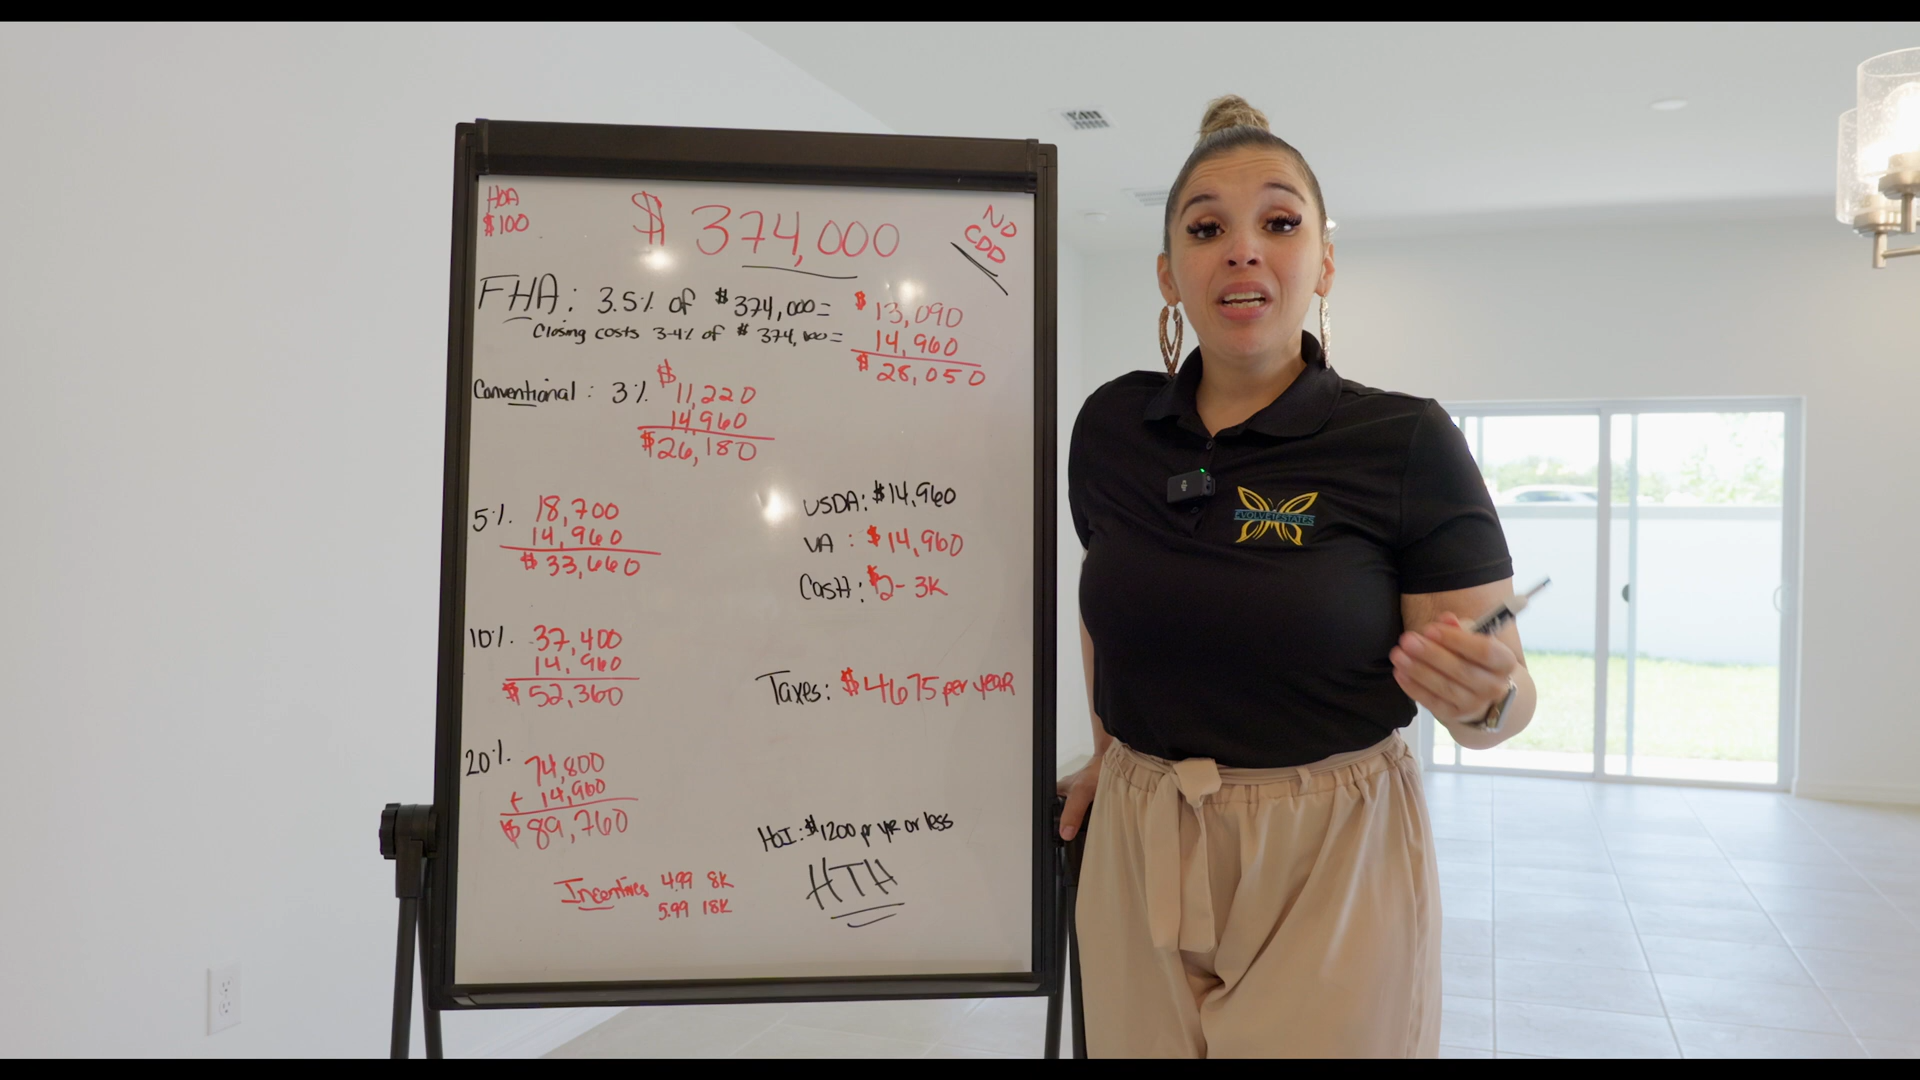 HOA
$100
$374,000
NO
CDD
FHA: 3.5% of $374,000= $13,090
Closing costs 3-4% of $374,000= 14,960
$28,050
Conventional: 3% $11,220
14,960
$26,180
5% 18,700
14,960
$33,660
USDA: $14,960
VA: $14,960
CasH: $2-3K
10% 37,400
14,960
$52,360
Taxes: $4675 per year
20% 74,800
+ 14,960
$89,760
HOI: $1200 pr yr or less
HTH
Incentives 4.99 8K
5.99 18K
EVOLVETESTATES